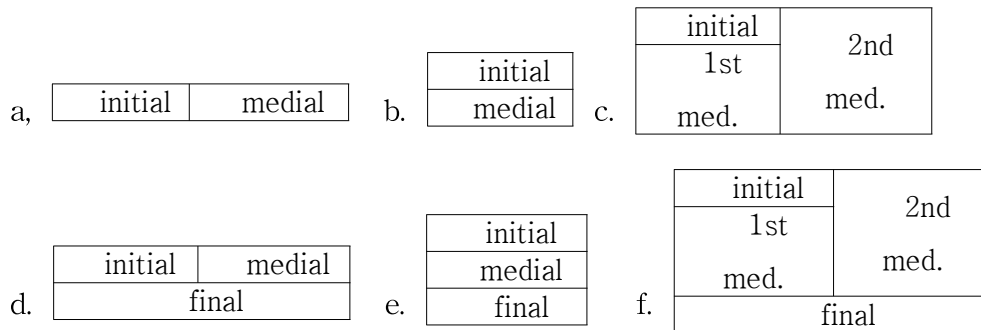 a, initial medial
b. initial
medial
c. initial
1st
med.
2nd
med.
d. initial medial
final
e. initial
medial
final
f. initial
1st
med.
2nd
med.
final